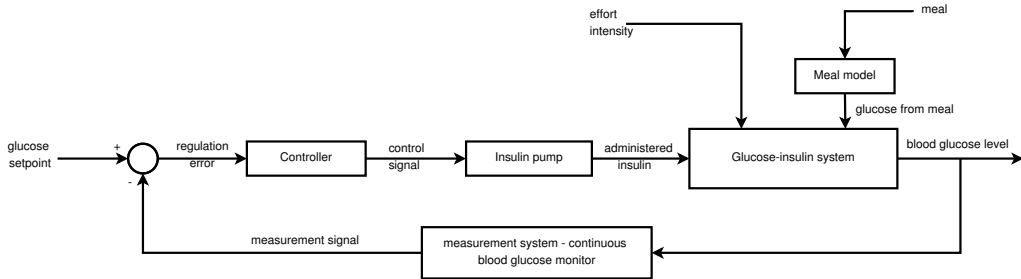 meal
effort
intensity
Meal model
glucose from meal
glucose
setpoint
+
-
regulation
error
Controller
control
signal
Insulin pump
administered
insulin
Glucose-insulin system
blood glucose level
measurement signal
measurement system - continuous
blood glucose monitor